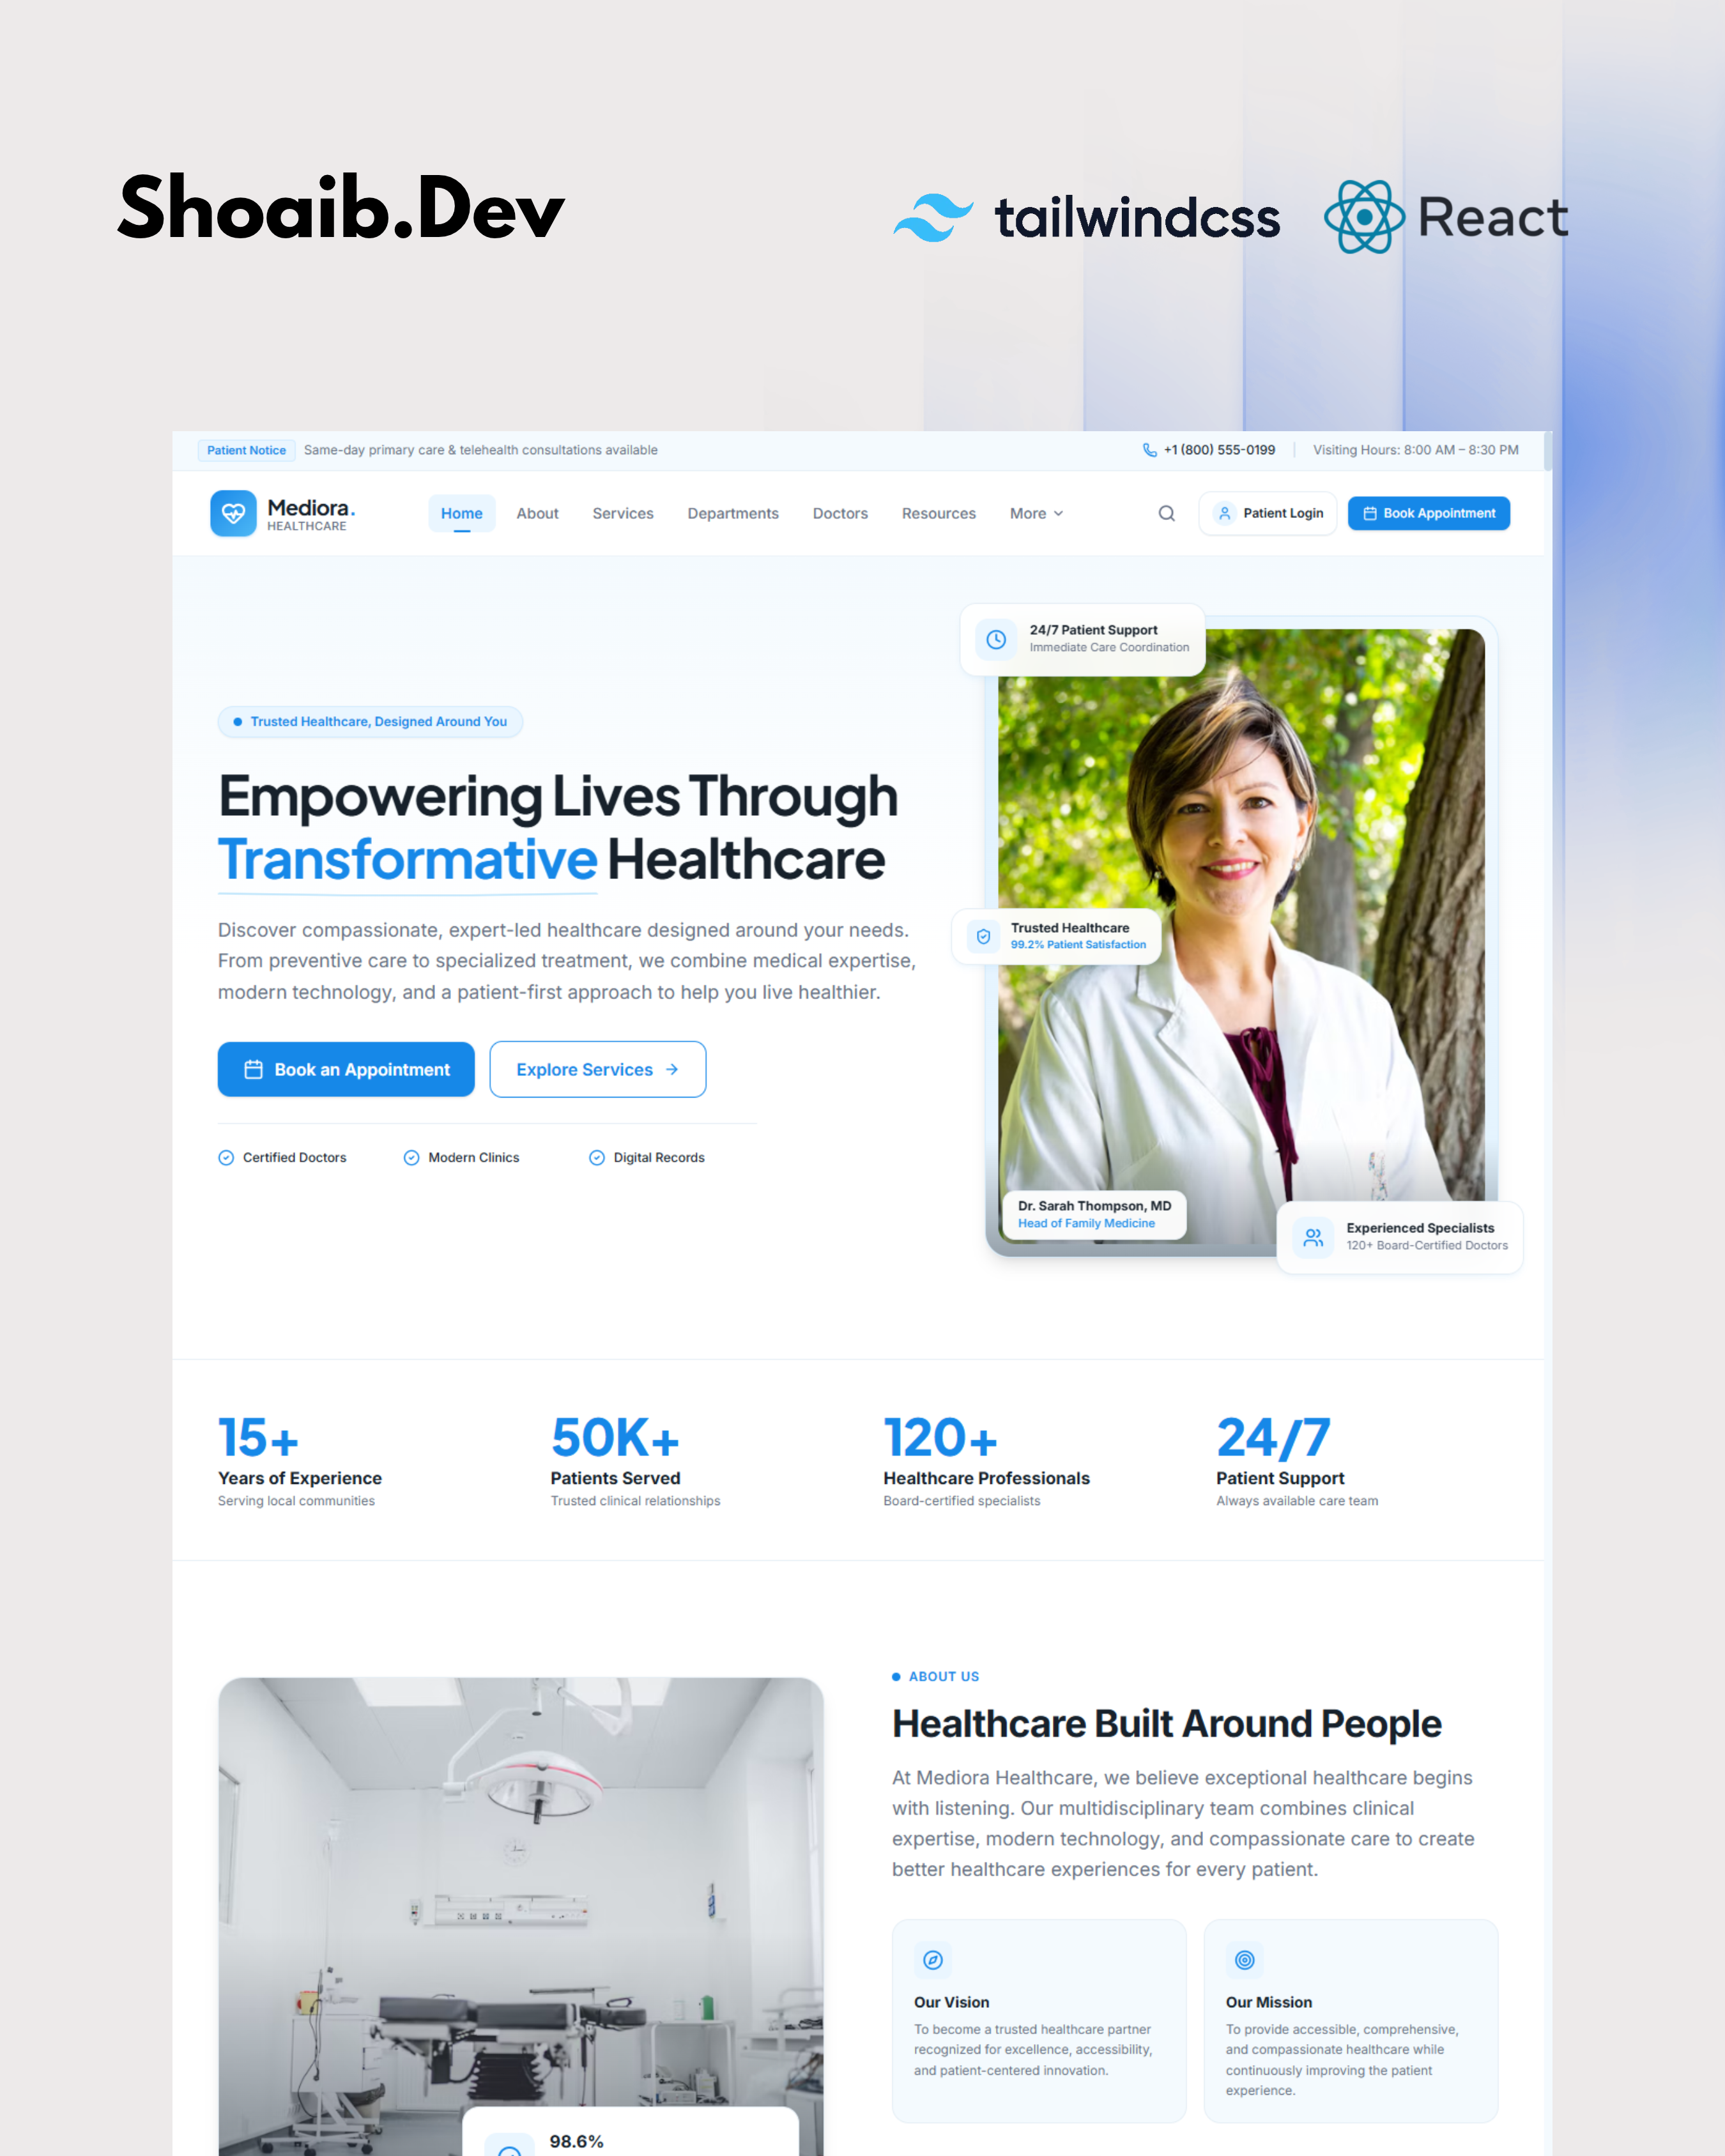 Shoaib.Dev
tailwindcss
React
Patient Notice
Same-day primary care & telehealth consultations available
+1 (800) 555-0199
Visiting Hours: 8:00 AM – 8:30 PM
Mediora.
HEALTHCARE
Home
About
Services
Departments
Doctors
Resources
More
Patient Login
Book Appointment
24/7 Patient Support
Immediate Care Coordination
Trusted Healthcare, Designed Around You
Empowering Lives Through
Transformative Healthcare
Discover compassionate, expert-led healthcare designed around your needs.
From preventive care to specialized treatment, we combine medical expertise,
modern technology, and a patient-first approach to help you live healthier.
Trusted Healthcare
99.2% Patient Satisfaction
Book an Appointment
Explore Services →
Certified Doctors
Modern Clinics
Digital Records
Dr. Sarah Thompson, MD
Head of Family Medicine
Experienced Specialists
120+ Board-Certified Doctors
15+
Years of Experience
Serving local communities
50K+
Patients Served
Trusted clinical relationships
120+
Healthcare Professionals
Board-certified specialists
24/7
Patient Support
Always available care team
ABOUT US
Healthcare Built Around People
At Mediora Healthcare, we believe exceptional healthcare begins
with listening. Our multidisciplinary team combines clinical
expertise, modern technology, and compassionate care to create
better healthcare experiences for every patient.
Our Vision
To become a trusted healthcare partner
recognized for excellence, accessibility,
and patient-centered innovation.
Our Mission
To provide accessible, comprehensive,
and compassionate healthcare while
continuously improving the patient
experience.
98.6%